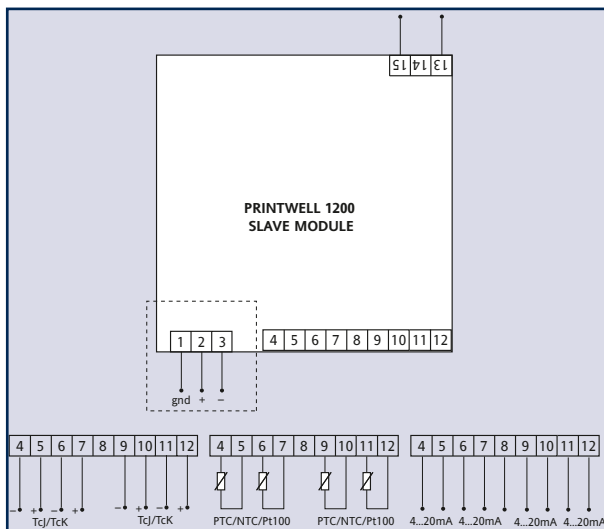 15 14 13
PRINTWELL 1200
SLAVE MODULE
1 2 3
4 5 6 7 8 9 10 11 12
gnd + −
4 5 6 7 8 9 10 11 12
4 5 6 7 8 9 10 11 12
4 5 6 7 8 9 10 11 12
− + − + − + − +
TcJ/TcK TcJ/TcK
PTC/NTC/Pt100 PTC/NTC/Pt100
4...20mA 4...20mA 4...20mA 4...20mA